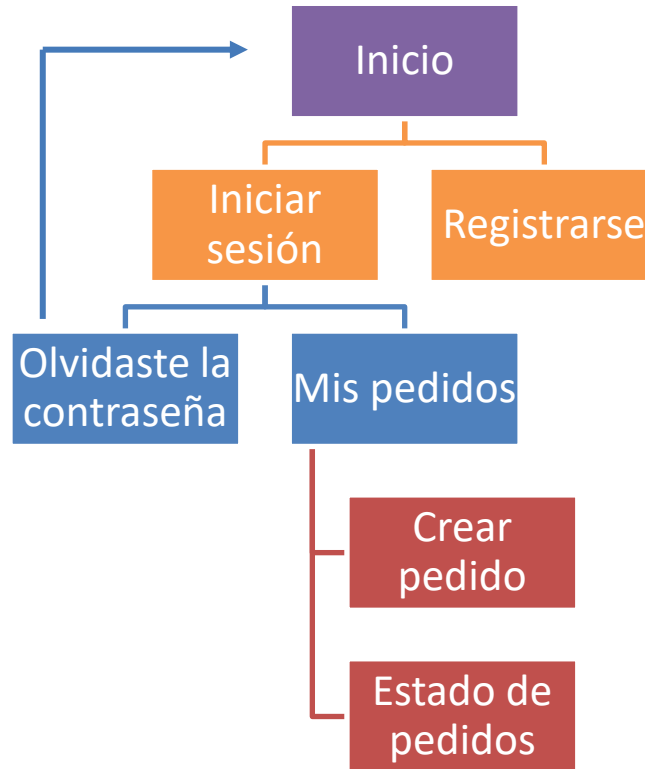 Inicio
Iniciar
sesión
Registrarse
Olvidaste la
contraseña
Mis pedidos
Crear
pedido
Estado de
pedidos